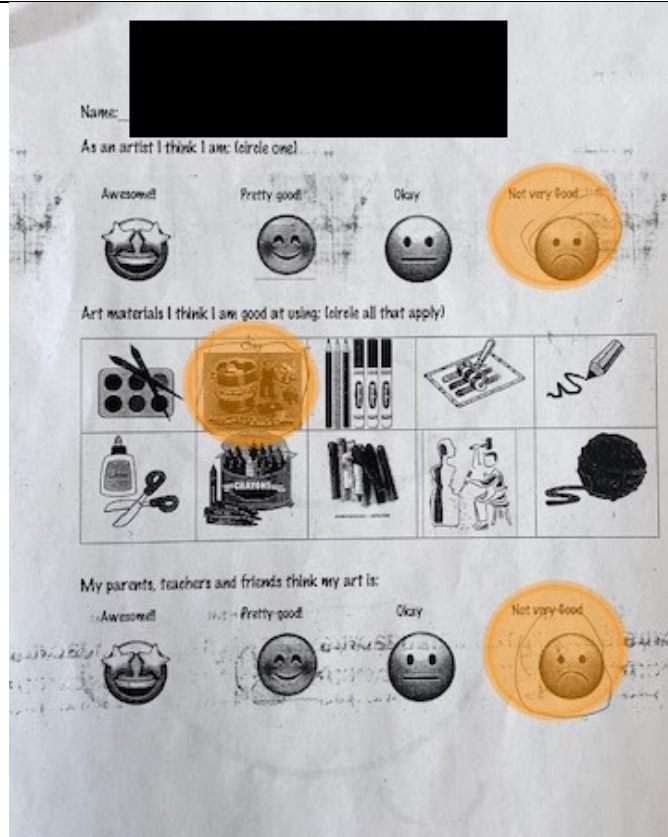 Name:
As an artist I think I am: (circle one)
Awesome!! Pretty good! Okay Not very Good
Art materials I think I am good at using: (circle all that apply)
Clay
CRAYONS
My parents, teachers and friends think my art is:
Awesome!! Pretty good! Okay Not very Good